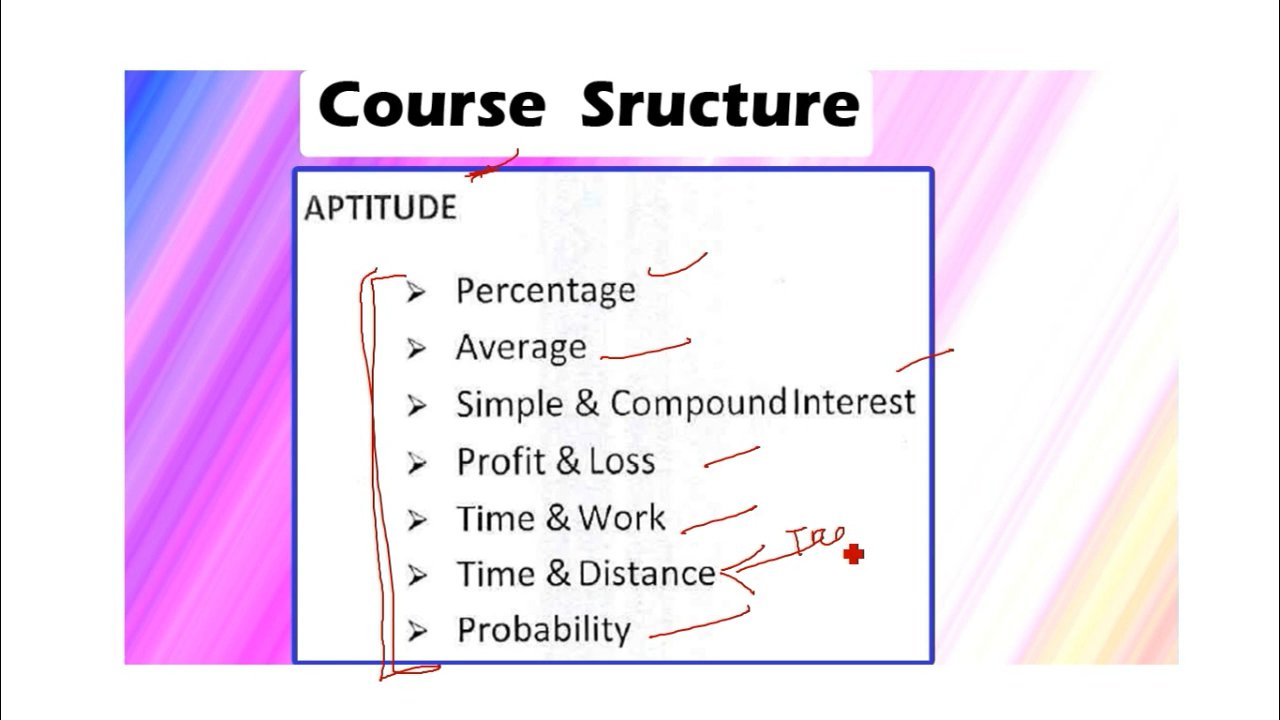 Course Sructure
APTITUDE
➢ Percentage
➢ Average
➢ Simple & Compound Interest
➢ Profit & Loss
➢ Time & Work
➢ Time & Distance
➢ Probability